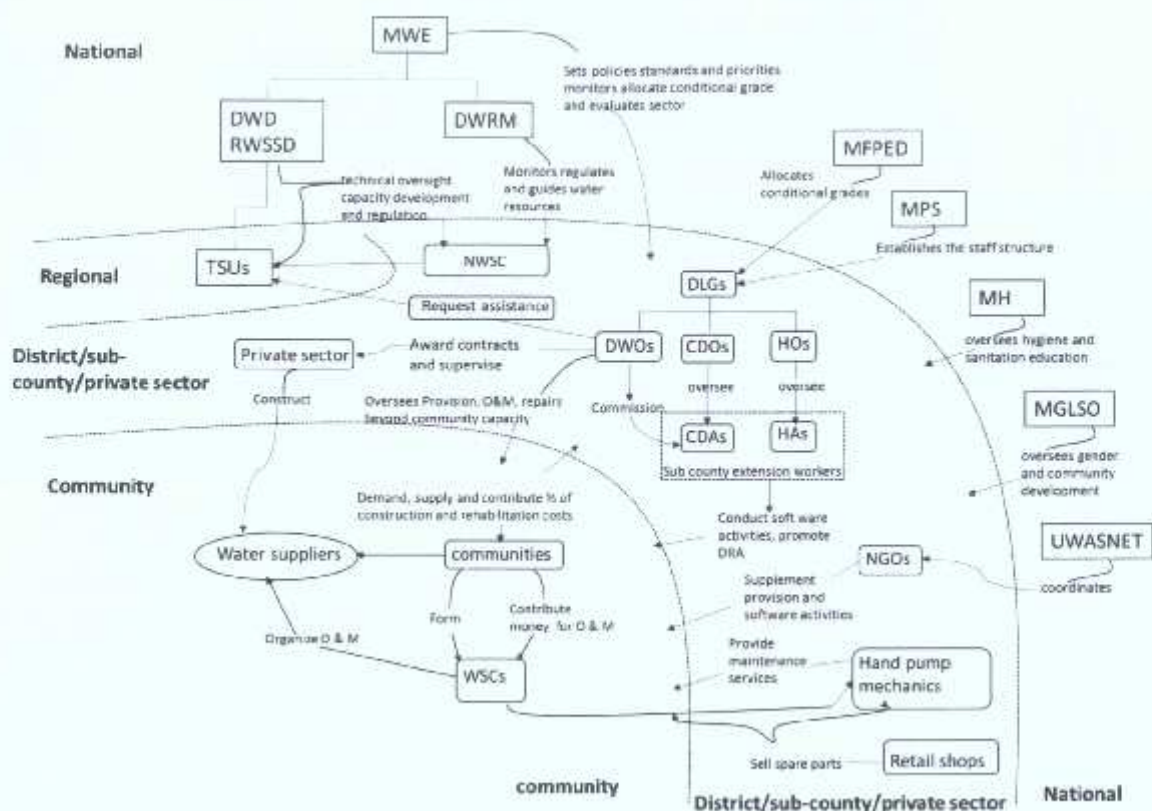 National
MWE
Sets policies standards and priorities
monitors allocate conditional grade
and evaluates sector
DWD
RWSSD
DWRM
MFPED
technical oversight
capacity development
and regulation
Monitors regulates
and guides water
resources
Allocates
conditional grades
MPS
Establishes the staff structure
Regional
TSUs
NWSC
DLGs
MH
Request assistance
oversees hygiene and
sanitation education
District/sub-
county/private sector
Private sector
Award contracts
and supervise
DWOs
CDOs
HOs
Construct
Oversees Provision, O&M, repairs
beyond community capacity
Commission
oversee
oversee
MGLSO
CDAs
HAs
Sub county extension workers
oversees gender
and community
development
Community
Demand, supply and contribute % of
construction and rehabilitation costs
Conduct soft ware
activities, promote
DRA
Water suppliers
communities
NGOs
UWASNET
coordinates
Supplement
provision and
software activities
Form
Contribute
money for O & M
Organize O & M
WSCs
Provide
maintenance
services
Hand pump
mechanics
Sell spare parts
Retail shops
community
District/sub-county/private sector
National